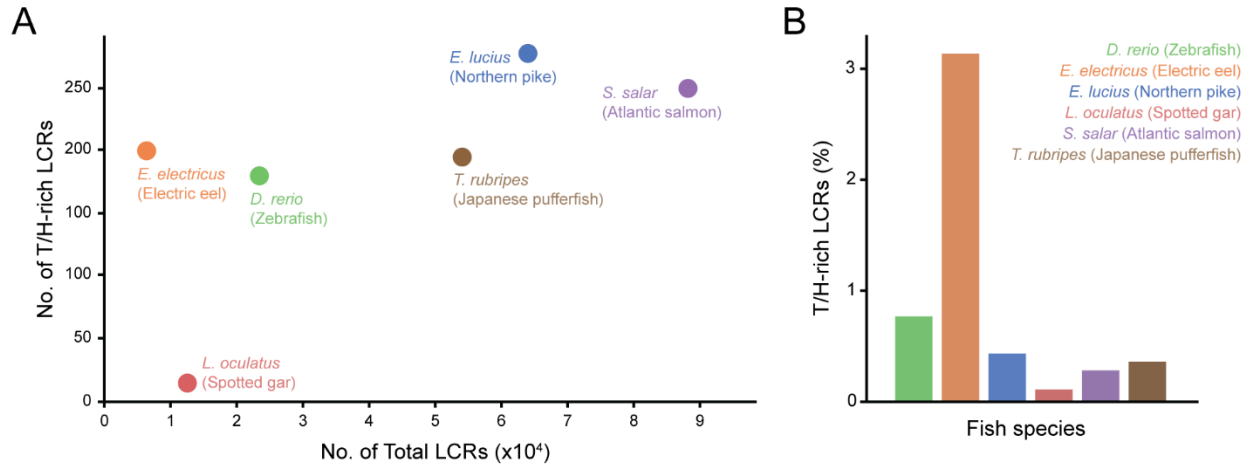 A
No. of T/H-rich LCRs
250
200
100
100
50
0
0 1 2 3 4 5 6 7 8 9
No. of Total LCRs (x10⁴)
E. lucius
(Northern pike)
S. salar
(Atlantic salmon)
E. electricus
(Electric eel)
D. rerio
(Zebrafish)
T. rubripes
(Japanese pufferfish)
L. oculatus
(Spotted gar)
B
T/H-rich LCRs (%)
3
1
0
Fish species
D. rerio (Zebrafish)
E. electricus (Electric eel)
E. lucius (Northern pike)
L. oculatus (Spotted gar)
S. salar (Atlantic salmon)
T. rubripes (Japanese pufferfish)